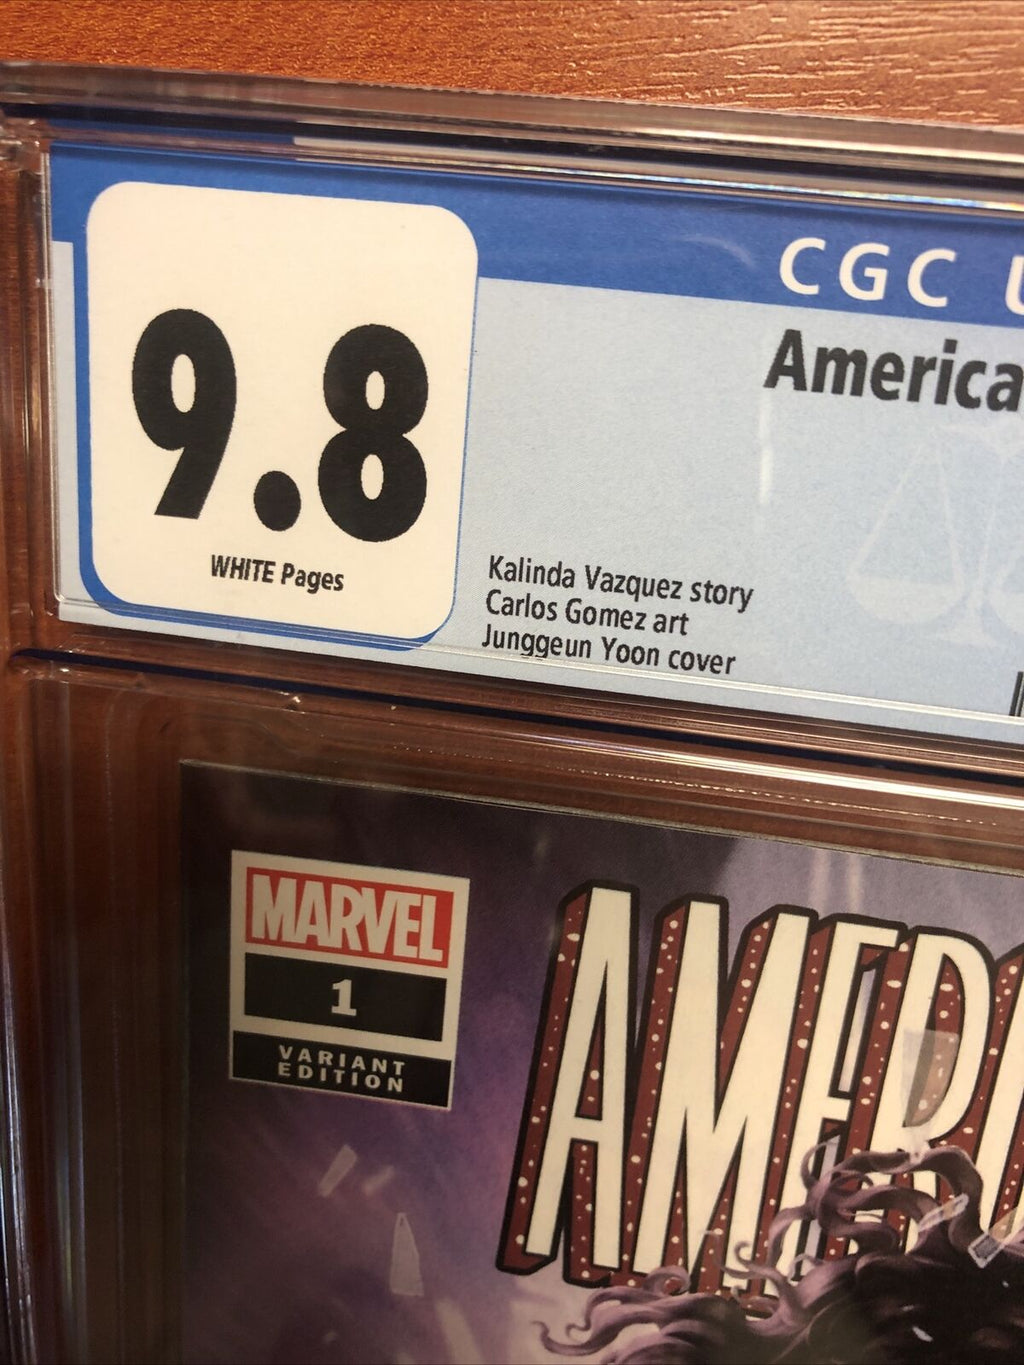 CGC
9.8
WHITE Pages
America
Kalinda Vazquez story
Carlos Gomez art
Junggeun Yoon cover
MARVEL
1
VARIANT
EDITION
AMERI